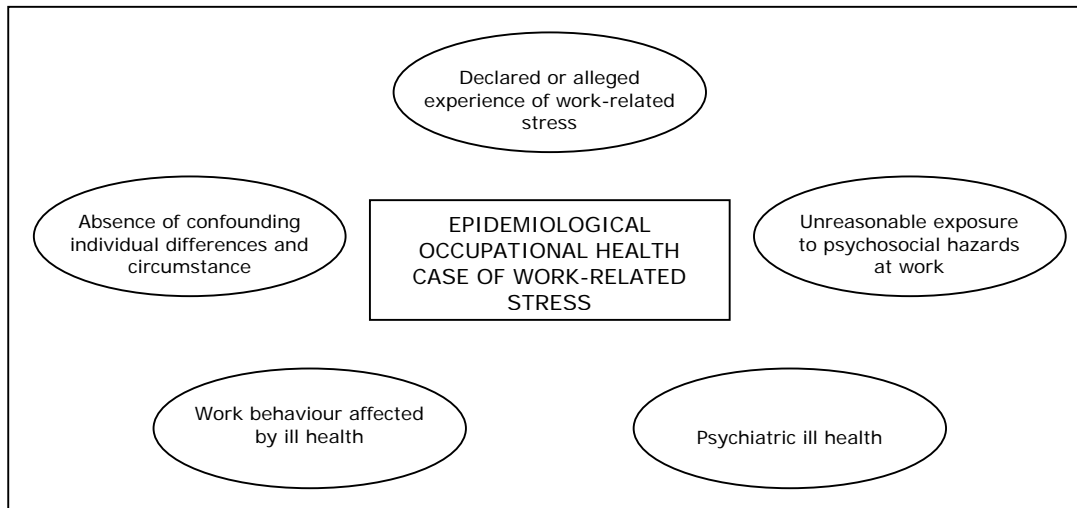 Declared or alleged
experience of work-related
stress
Absence of confounding
individual differences and
circumstance
EPIDEMIOLOGICAL
OCCUPATIONAL HEALTH
CASE OF WORK-RELATED
STRESS
Unreasonable exposure
to psychosocial hazards
at work
Work behaviour affected
by ill health
Psychiatric ill health